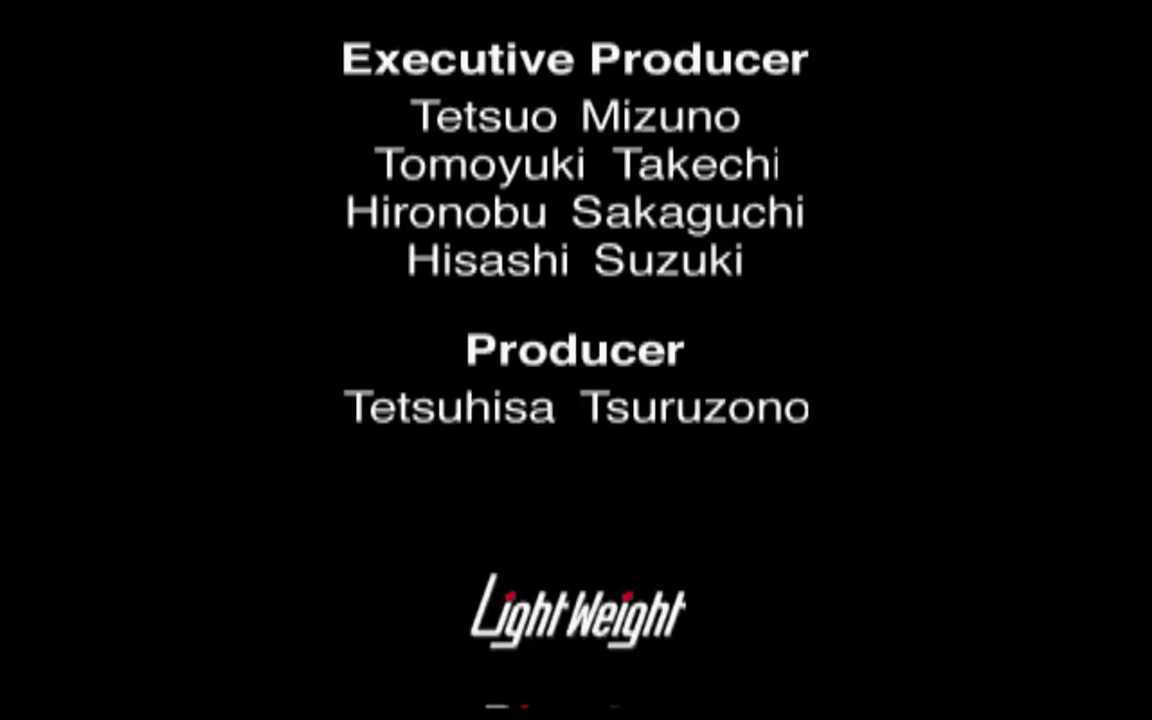 Executive Producer
Tetsuo Mizuno
Tomoyuki Takechi
Hironobu Sakaguchi
Hisashi Suzuki
Producer
Tetsuhisa Tsuruzono
LightWeight